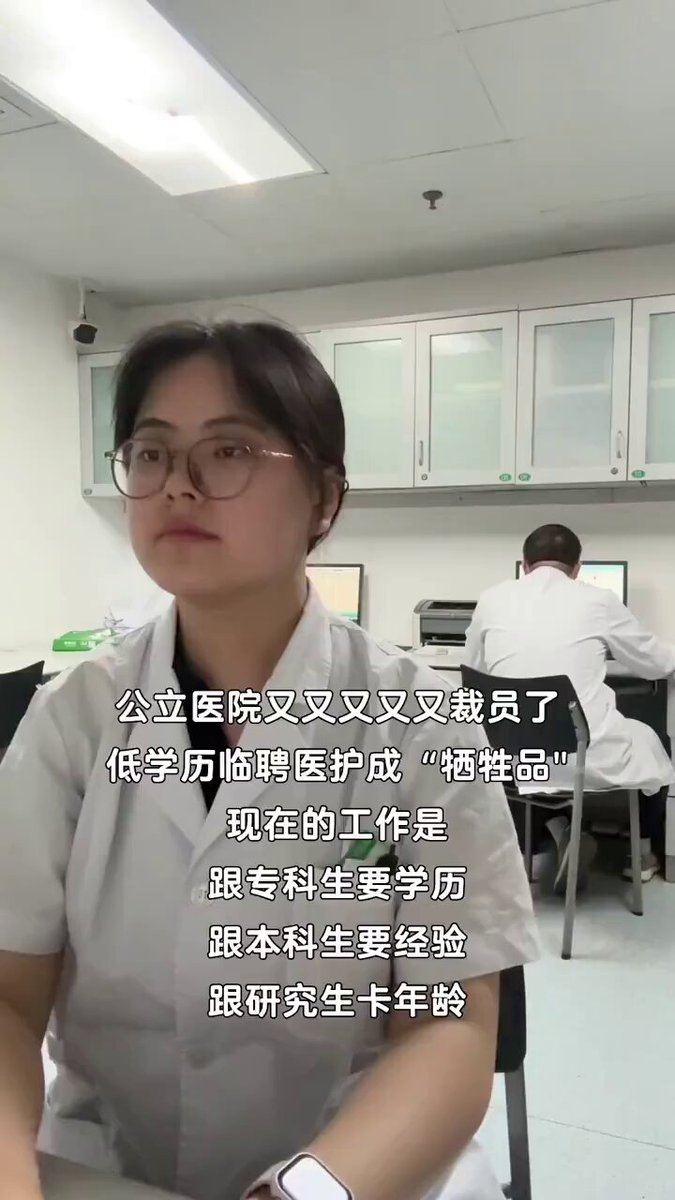 公立医院又又又又又裁员了
低学历临聘医护成“牺牲品"
现在的工作是
跟专科生要学历
跟本科生要经验
跟研究生卡年龄